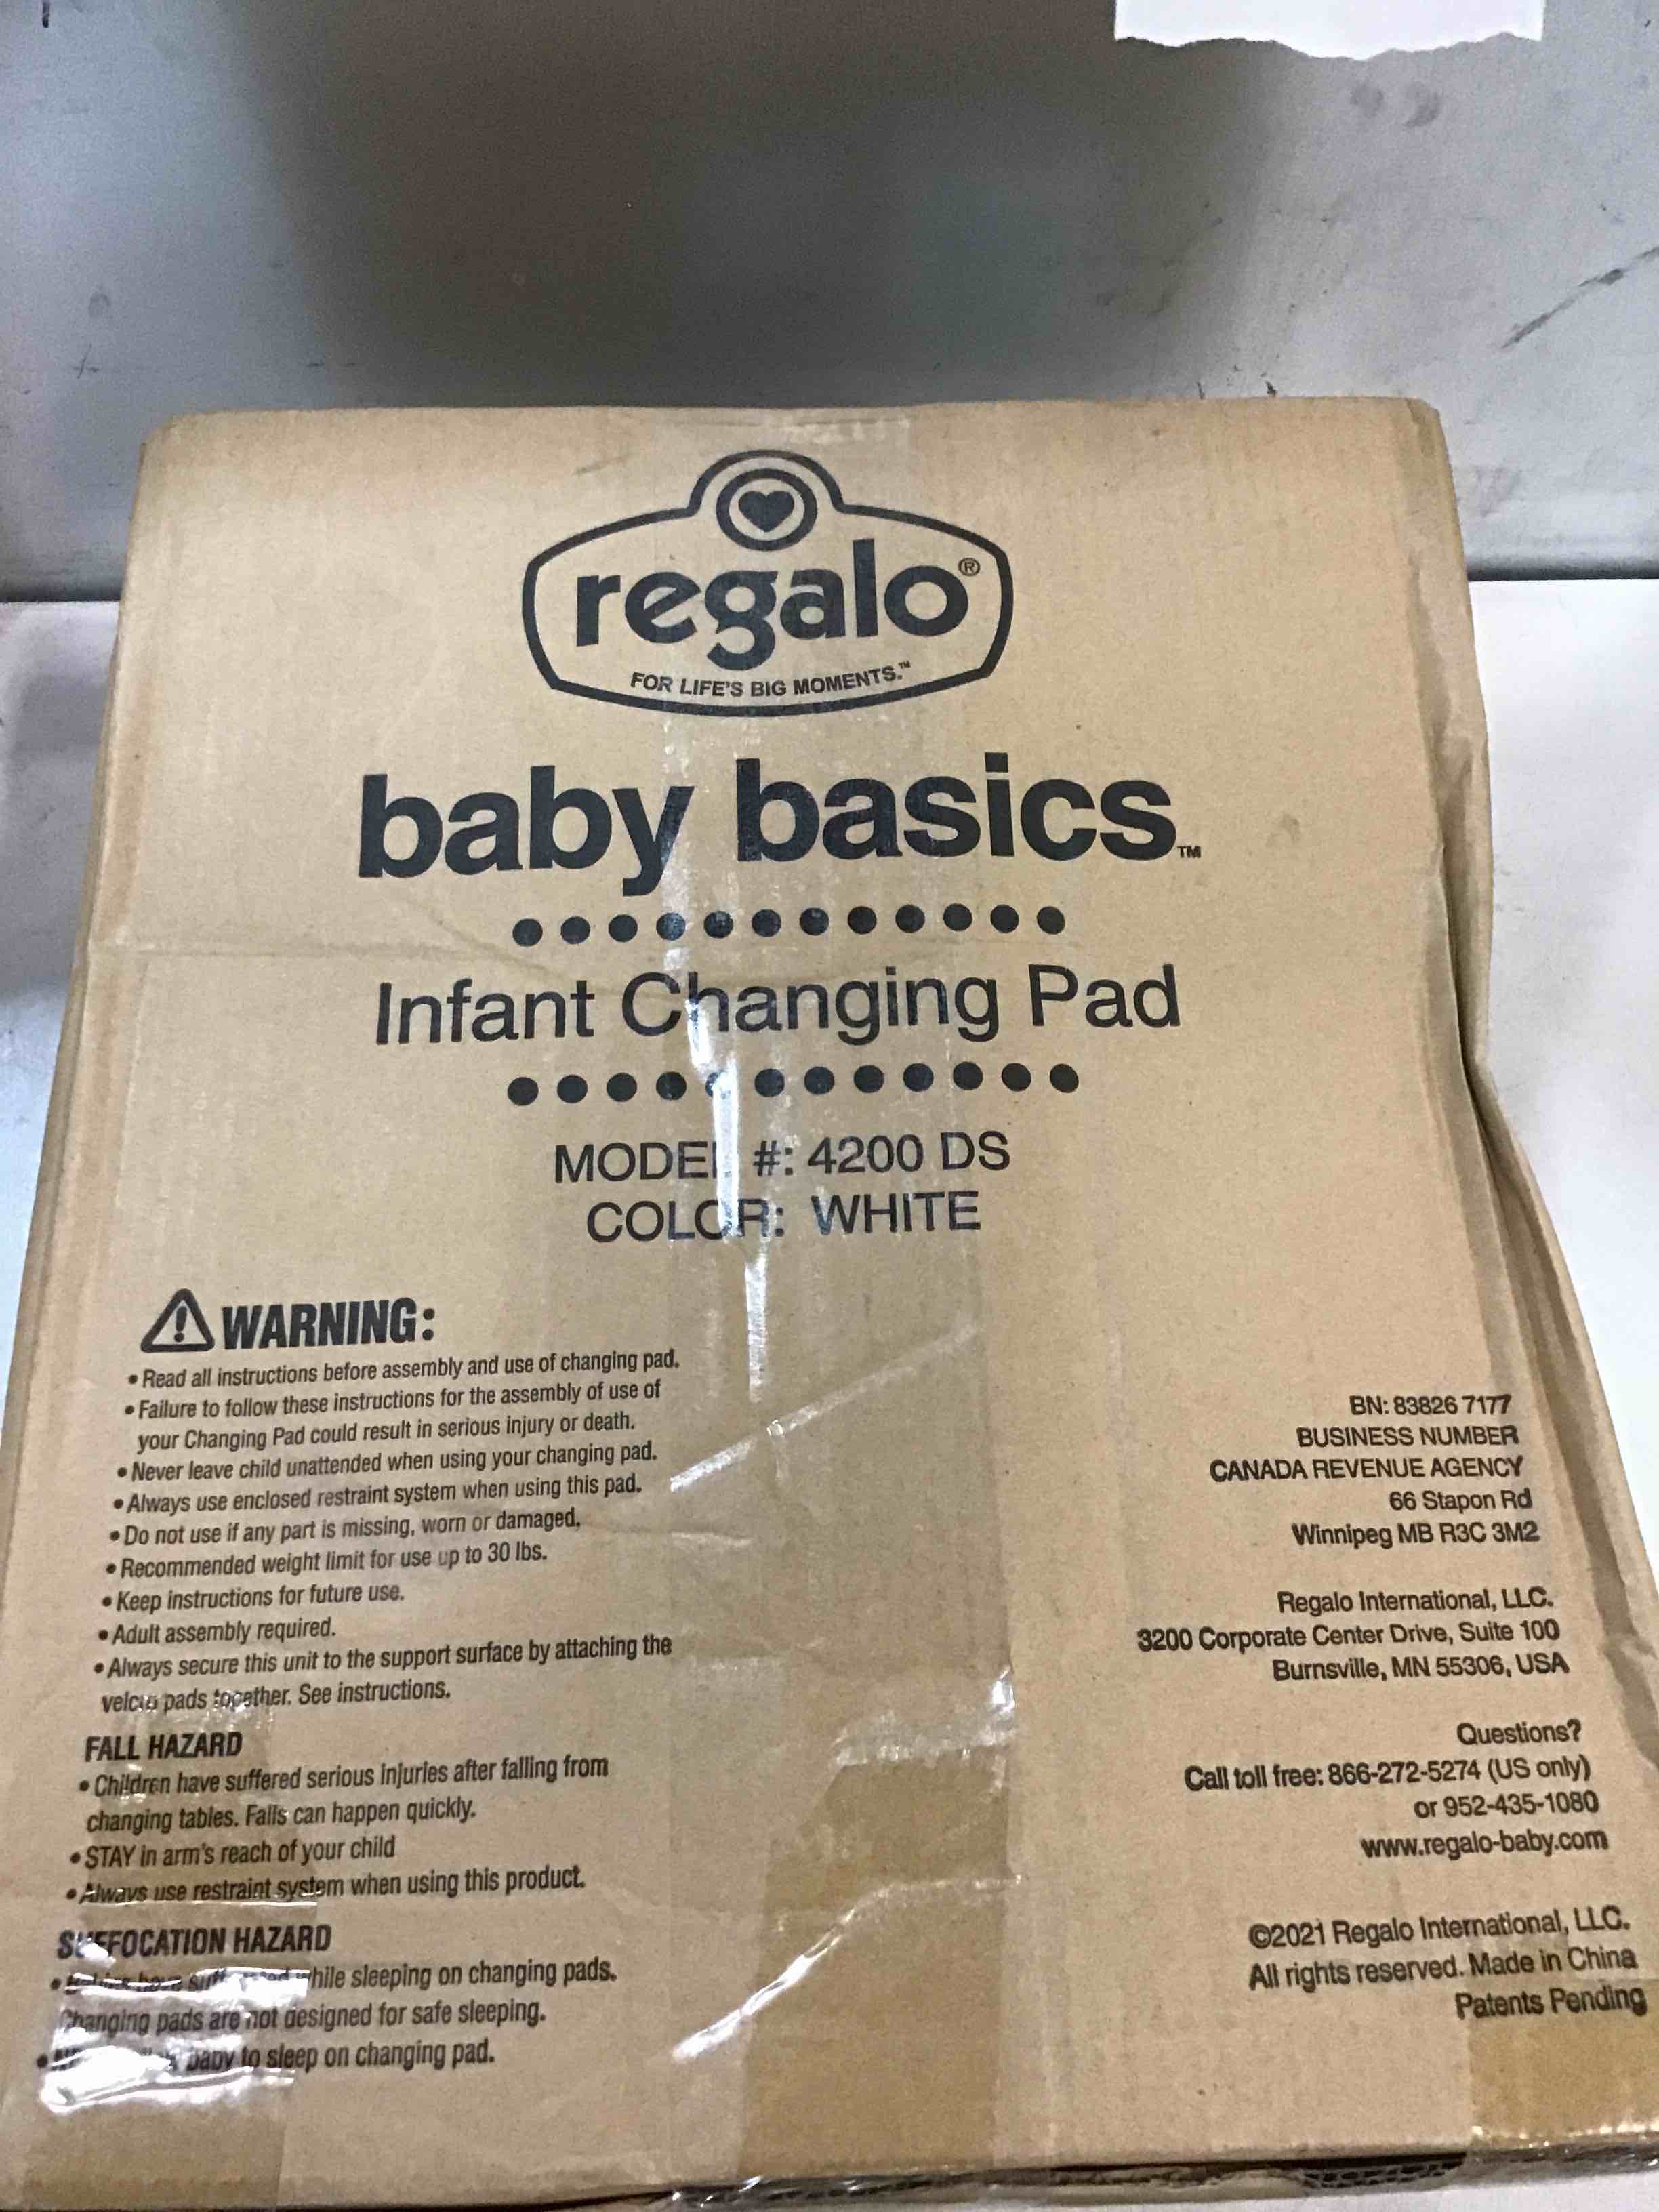 regalo®
FOR LIFE'S BIG MOMENTS.™
baby basics™
Infant Changing Pad
MODEL #: 4200 DS
COLOR: WHITE
WARNING:
• Read all instructions before assembly and use of changing pad.
• Failure to follow these instructions for the assembly of use of
your Changing Pad could result in serious injury or death.
• Never leave child unattended when using your changing pad.
• Always use enclosed restraint system when using this pad.
• Do not use if any part is missing, worn or damaged.
• Recommended weight limit for use up to 30 lbs.
• Keep instructions for future use.
• Adult assembly required.
• Always secure this unit to the support surface by attaching the
velcro pads together. See instructions.
FALL HAZARD
• Children have suffered serious injuries after falling from
changing tables. Falls can happen quickly.
• STAY in arm's reach of your child
• Always use restraint system when using this product.
SUFFOCATION HAZARD
• have while sleeping on changing pads.
Changing pads are not designed for safe sleeping.
• baby to sleep on changing pad.
BN: 83826 7177
BUSINESS NUMBER
CANADA REVENUE AGENCY
66 Stapon Rd
Winnipeg MB R3C 3M2
Regalo International, LLC.
3200 Corporate Center Drive, Suite 100
Burnsville, MN 55306, USA
Questions?
Call toll free: 866-272-5274 (US only)
or 952-435-1080
www.regalo-baby.com
©2021 Regalo International, LLC.
All rights reserved. Made in China
Patents Pending